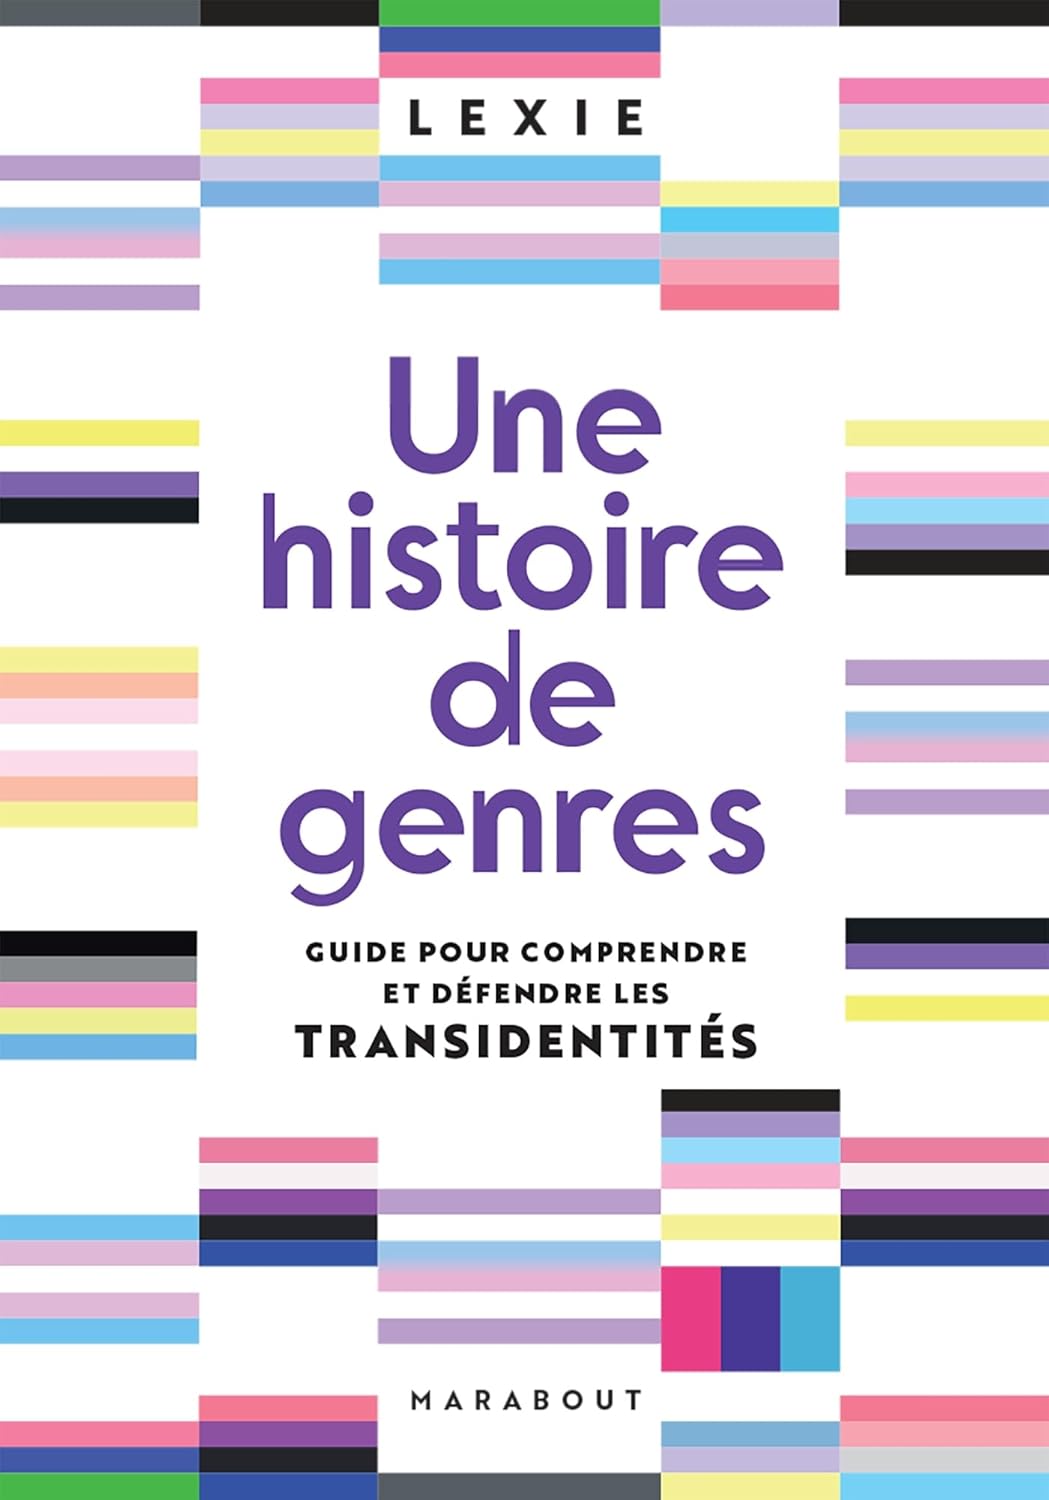 LEXIE
Une
histoire
de
genres
GUIDE POUR COMPRENDRE
ET DÉFENDRE LES
TRANSIDENTITÉS
MARABOUT